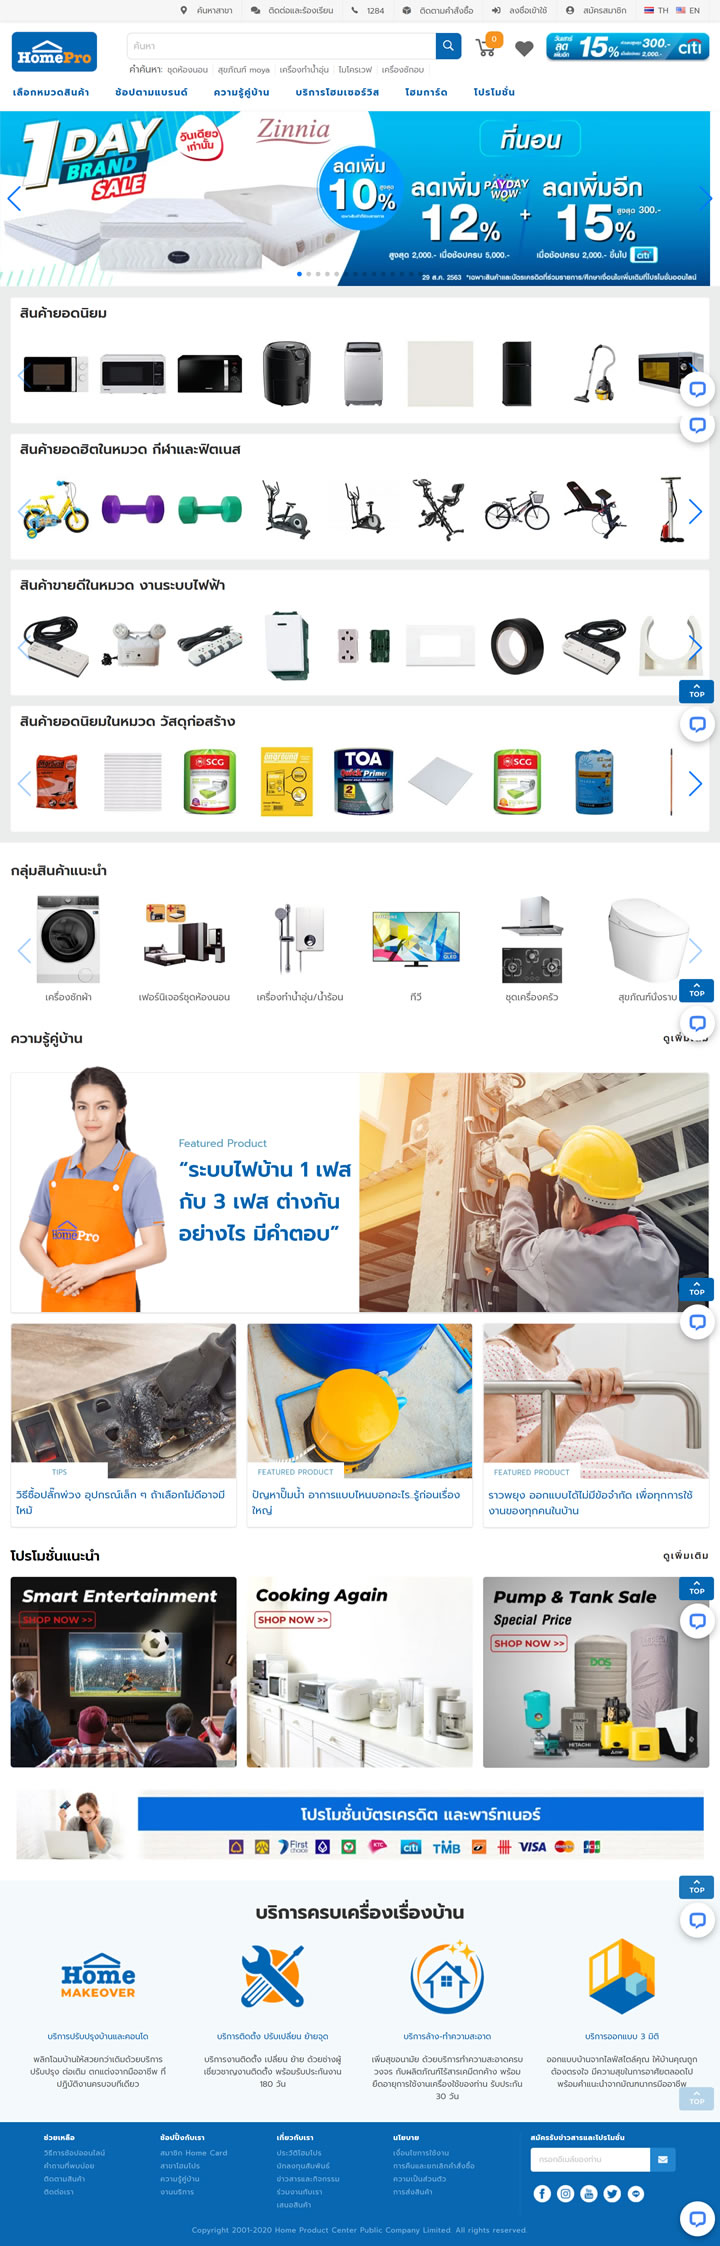 ค้นหาสาขา ติดต่อและร้องเรียน 1284 ติดตามคำสั่งซื้อ ลงชื่อเข้าใช้ สมัครสมาชิก TH EN
HomePro
ค้นหา
0
15% 300.- citi
คำค้นหา: ชุดห้องนอน สุขภัณฑ์ moya เครื่องทำน้ำอุ่น ไมโครเวฟ เครื่องซักอบ
เลือกหมวดสินค้า ช้อปตามแบรนด์ ความรู้คู่บ้าน บริการโฮมเซอร์วิส โฮมการ์ด โปรโมชั่น
1DAY
BRAND
SALE
วันเดียว
เท่านั้น
Zinnia
ที่นอน
ลดเพิ่ม
10%
สูงสุด
ลดเพิ่ม PAYDAY WOW
12%
+
ลดเพิ่มอีก
15% สูงสุด 300.-
สูงสุด 2,000.- เมื่อช้อปครบ 5,000.-
เมื่อช้อปครบ 2,000.- ขึ้นไป citi
29 ส.ค. 2563 *เฉพาะสินค้าและบัตรเครดิตที่ร่วมรายการ/ศึกษาเงื่อนไขเพิ่มเติมที่โปรโมชั่นออนไลน์
สินค้ายอดนิยม
สินค้ายอดฮิตในหมวด กีฬาและฟิตเนส
สินค้าขายดีในหมวด งานระบบไฟฟ้า
TOP
สินค้ายอดนิยมในหมวด วัสดุก่อสร้าง
SCG
TOA
Quick Primer
2
SCG
กลุ่มสินค้าแนะนำ
QLED
เครื่องซักผ้า เฟอร์นิเจอร์ชุดห้องนอน เครื่องทำน้ำอุ่น/น้ำร้อน ทีวี ชุดเครื่องครัว สุขภัณฑ์นั่งราบ
TOP
ความรู้คู่บ้าน
ดูเพิ่มเติม
Featured Product
“ระบบไฟบ้าน 1 เฟส
กับ 3 เฟส ต่างกัน
อย่างไร มีคำตอบ”
HomePro
TOP
TIPS
วิธีซื้อปลั๊กพ่วง อุปกรณ์เล็ก ๆ ถ้าเลือกไม่ดีอาจมี
ไหม้
FEATURED PRODUCT
ปัญหาปั๊มน้ำ อาการแบบไหนบอกอะไร..รู้ก่อนเรื่อง
ใหญ่
FEATURED PRODUCT
ราวพยุง ออกแบบได้ไม่มีข้อจำกัด เพื่อทุกการใช้
งานของทุกคนในบ้าน
โปรโมชั่นแนะนำ
ดูเพิ่มเติม
TOP
Smart Entertainment
SHOP NOW >>
Cooking Again
SHOP NOW >>
Pump & Tank Sale
Special Price
SHOP NOW >>
DOS
HITACHI
โปรโมชั่นบัตรเครดิต และพาร์ทเนอร์
First choice KTC citi TMB VISA JCB
TOP
บริการครบเครื่องเรื่องบ้าน
Home
MAKEOVER
บริการปรับปรุงบ้านและคอนโด
พลิกโฉมบ้านให้สวยกว่าเดิมด้วยบริการ
ปรับปรุง ต่อเติม ตกแต่งจากมืออาชีพ ที่
ปฏิบัติงานครบจบทีเดียว
บริการติดตั้ง ปรับเปลี่ยน ย้ายจุด
บริการงานติดตั้ง เปลี่ยน ย้าย ด้วยช่างผู้
เชี่ยวชาญงานติดตั้ง พร้อมรับประกันงาน
180 วัน
บริการล้าง-ทำความสะอาด
เพิ่มสุขอนามัย ด้วยบริการทำความสะอาดครบ
วงจร กับผลิตภัณฑ์ไร้สารเคมีตกค้าง พร้อม
ยืดอายุการใช้งานเครื่องใช้ของท่าน รับประกัน
30 วัน
บริการออกแบบ 3 มิติ
ออกแบบบ้านจากไลฟ์สไตล์คุณ ให้บ้านคุณถูก
ต้องตรงใจ มีความสุขในการอาศัยตลอดไป
พร้อมคำแนะนำจากมัณฑนากรมืออาชีพ
TOP
ช่วยเหลือ
วิธีการช้อปออนไลน์
คำถามที่พบบ่อย
ติดตามสินค้า
ติดต่อเรา
ช้อปปิ้งกับเรา
สมาชิก Home Card
สาขาโฮมโปร
ความรู้คู่บ้าน
งานบริการ
เกี่ยวกับเรา
ประวัติโฮมโปร
นักลงทุนสัมพันธ์
ข่าวสารและกิจกรรม
ร่วมงานกับเรา
เสนอสินค้า
นโยบาย
เงื่อนไขการใช้งาน
การคืนและยกเลิกคำสั่งซื้อ
ความเป็นส่วนตัว
การส่งสินค้า
สมัครรับข่าวสารและโปรโมชั่น
กรอกอีเมล์ของท่าน
Copyright 2001-2020 Home Product Center Public Company Limited. All rights reserved.